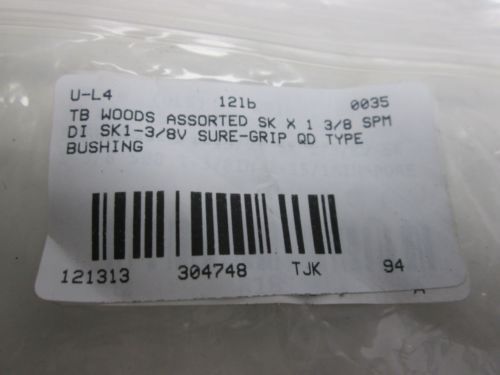 U-L4 121b 0035
TB WOODS ASSORTED SK X 1 3/8 SPM
DI SK1-3/8V SURE-GRIP QD TYPE
BUSHING
121313 304748 TJK 94